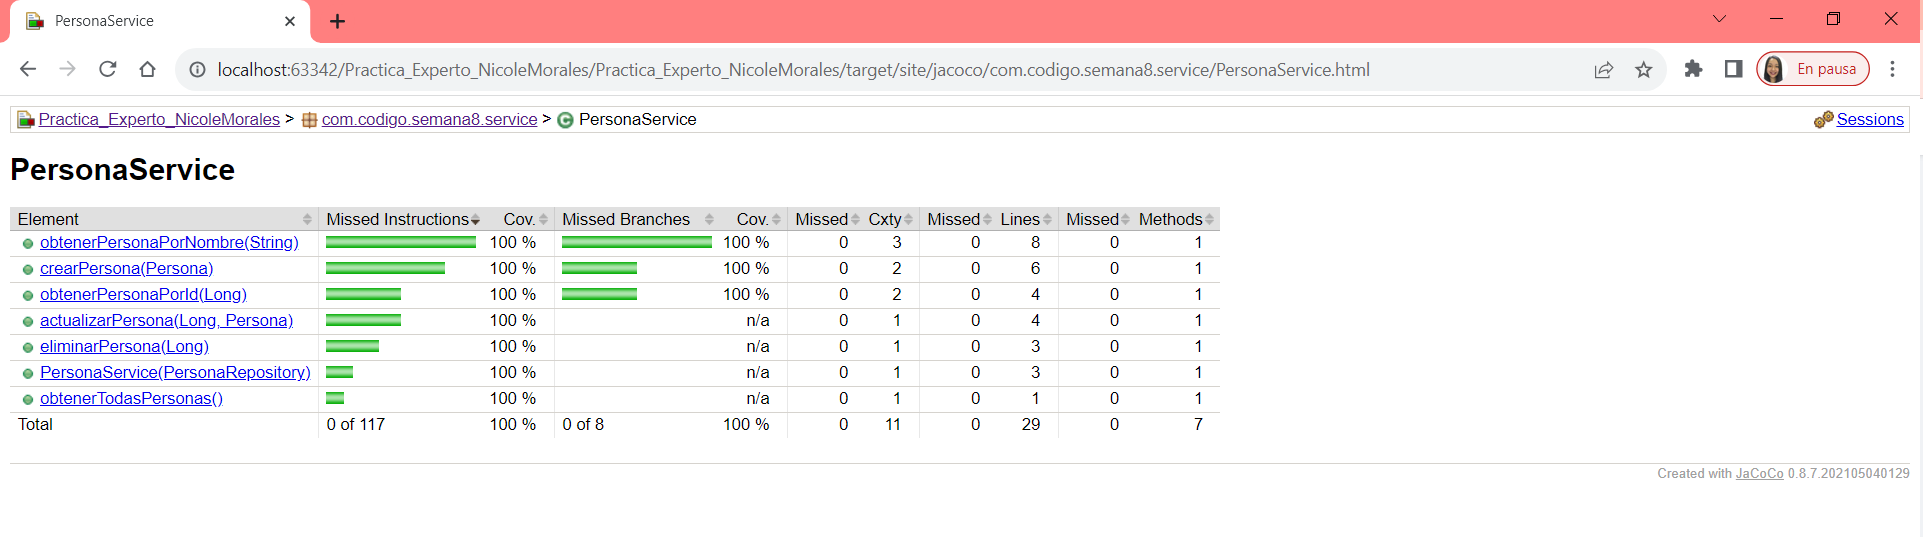 PersonaService
localhost:63342/Practica_Experto_NicoleMorales/Practica_Experto_NicoleMorales/target/site/jacoco/com.codigo.semana8.service/PersonaService.html En pausa
Practica_Experto_NicoleMorales > com.codigo.semana8.service > PersonaService Sessions
PersonaService
Element Missed Instructions Cov. Missed Branches Cov. Missed Cxty Missed Lines Missed Methods
obtenerPersonaPorNombre(String) 100 % 100 % 0 3 0 8 0 1
crearPersona(Persona) 100 % 100 % 0 2 0 6 0 1
obtenerPersonaPorId(Long) 100 % 100 % 0 2 0 4 0 1
actualizarPersona(Long, Persona) 100 % n/a 0 1 0 4 0 1
eliminarPersona(Long) 100 % n/a 0 1 0 3 0 1
PersonaService(PersonaRepository) 100 % n/a 0 1 0 3 0 1
obtenerTodasPersonas() 100 % n/a 0 1 0 1 0 1
Total 0 of 117 100 % 0 of 8 100 % 0 11 0 29 0 7
Created with JaCoCo 0.8.7.202105040129